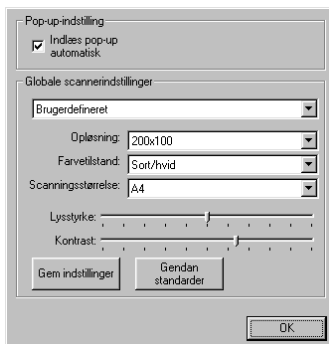 Pop-up-indstilling
Indlæs pop-up
automatisk
Globale scannerindstillinger
Brugerdefineret
Opløsning: 200x100
Farvetilstand: Sort/hvid
Scanningsstørrelse: A4
Lysstyrke:
Kontrast:
Gem indstillinger
Gendan
standarder
OK